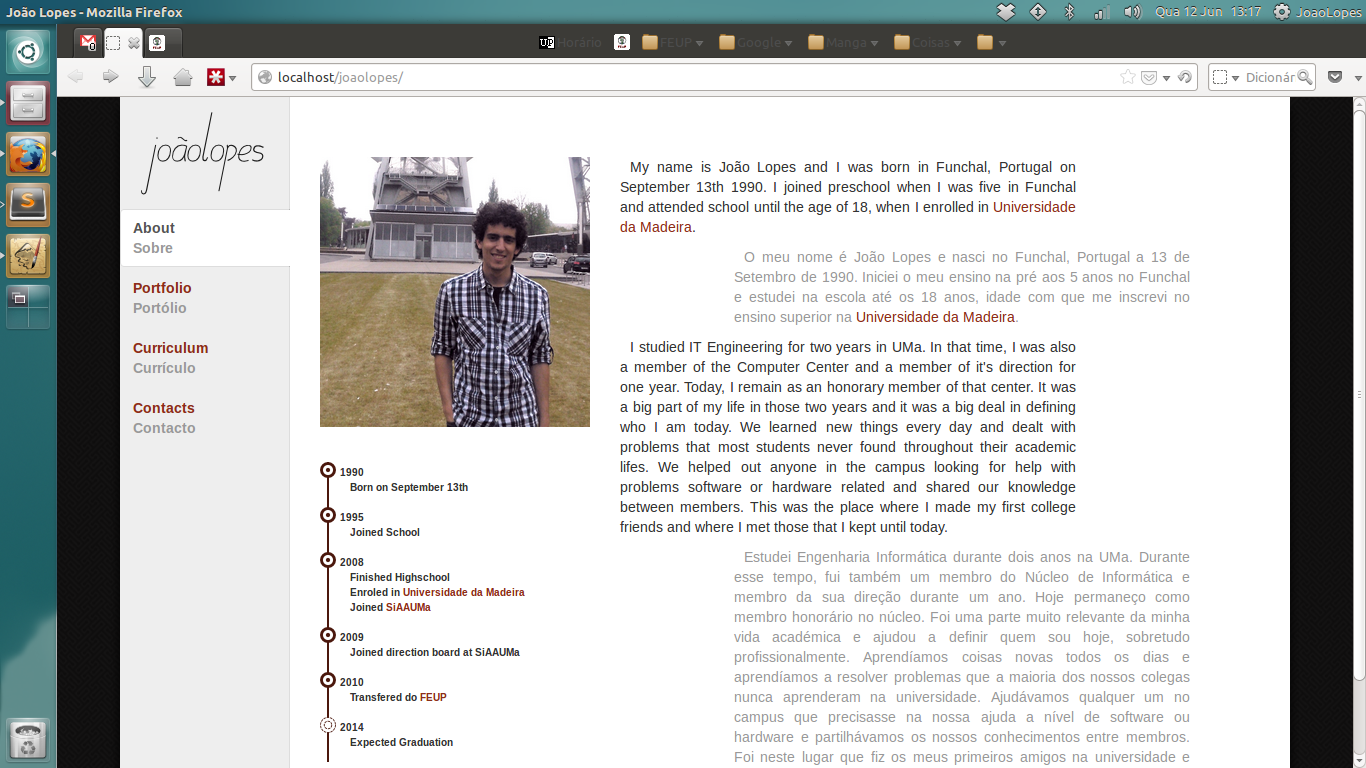 João Lopes - Mozilla Firefox
Qua 12 Jun 13:17 JoaoLopes
UP Horário FEUP Google Manga Coisas
localhost/joaolopes/
Dicionár
joãolopes
About
Sobre
Portfolio
Portólio
Curriculum
Currículo
Contacts
Contacto
1990
Born on September 13th
1995
Joined School
2008
Finished Highschool
Enroled in Universidade da Madeira
Joined SiAAUMa
2009
Joined direction board at SiAAUMa
2010
Transfered do FEUP
2014
Expected Graduation
My name is João Lopes and I was born in Funchal, Portugal on
September 13th 1990. I joined preschool when I was five in Funchal
and attended school until the age of 18, when I enrolled in Universidade
da Madeira.
O meu nome é João Lopes e nasci no Funchal, Portugal a 13 de
Setembro de 1990. Iniciei o meu ensino na pré aos 5 anos no Funchal
e estudei na escola até os 18 anos, idade com que me inscrevi no
ensino superior na Universidade da Madeira.
I studied IT Engineering for two years in UMa. In that time, I was also
a member of the Computer Center and a member of it's direction for
one year. Today, I remain as an honorary member of that center. It was
a big part of my life in those two years and it was a big deal in defining
who I am today. We learned new things every day and dealt with
problems that most students never found throughout their academic
lifes. We helped out anyone in the campus looking for help with
problems software or hardware related and shared our knowledge
between members. This was the place where I made my first college
friends and where I met those that I kept until today.
Estudei Engenharia Informática durante dois anos na UMa. Durante
esse tempo, fui também um membro do Núcleo de Informática e
membro da sua direção durante um ano. Hoje permaneço como
membro honorário no núcleo. Foi uma parte muito relevante da minha
vida académica e ajudou a definir quem sou hoje, sobretudo
profissionalmente. Aprendíamos coisas novas todos os dias e
aprendíamos a resolver problemas que a maioria dos nossos colegas
nunca aprenderam na universidade. Ajudávamos qualquer um no
campus que precisasse na nossa ajuda a nível de software ou
hardware e partilhávamos os nossos conhecimentos entre membros.
Foi neste lugar que fiz os meus primeiros amigos na universidade e